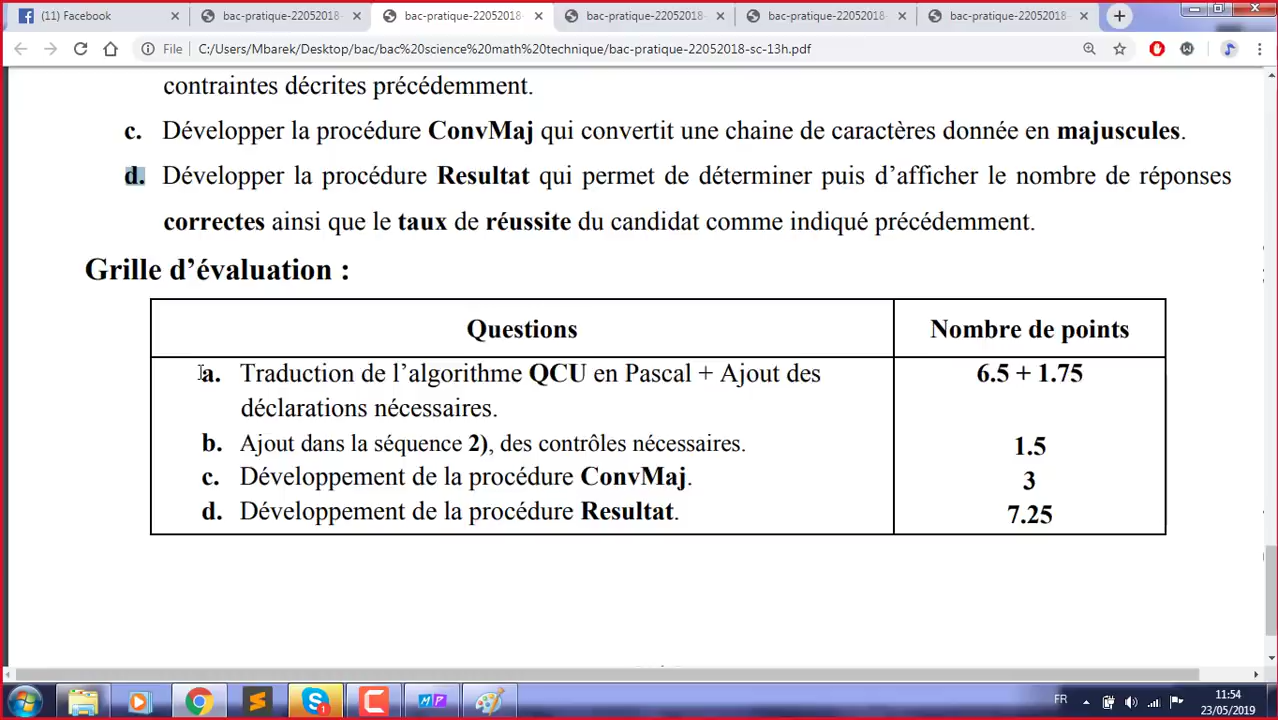 (11) Facebook
bac-pratique-22052018-
bac-pratique-22052018-
bac-pratique-22052018-
bac-pratique-22052018-
bac-pratique-22052018-
File C:/Users/Mbarek/Desktop/bac/bac%20science%20math%20technique/bac-pratique-22052018-sc-13h.pdf
contraintes décrites précédemment.
c. Développer la procédure ConvMaj qui convertit une chaine de caractères donnée en majuscules.
d. Développer la procédure Resultat qui permet de déterminer puis d’afficher le nombre de réponses
correctes ainsi que le taux de réussite du candidat comme indiqué précédemment.
Grille d’évaluation :
Questions Nombre de points
a. Traduction de l’algorithme QCU en Pascal + Ajout des 6.5 + 1.75
déclarations nécessaires.
b. Ajout dans la séquence 2), des contrôles nécessaires. 1.5
c. Développement de la procédure ConvMaj. 3
d. Développement de la procédure Resultat. 7.25
FR 11:54
23/05/2019